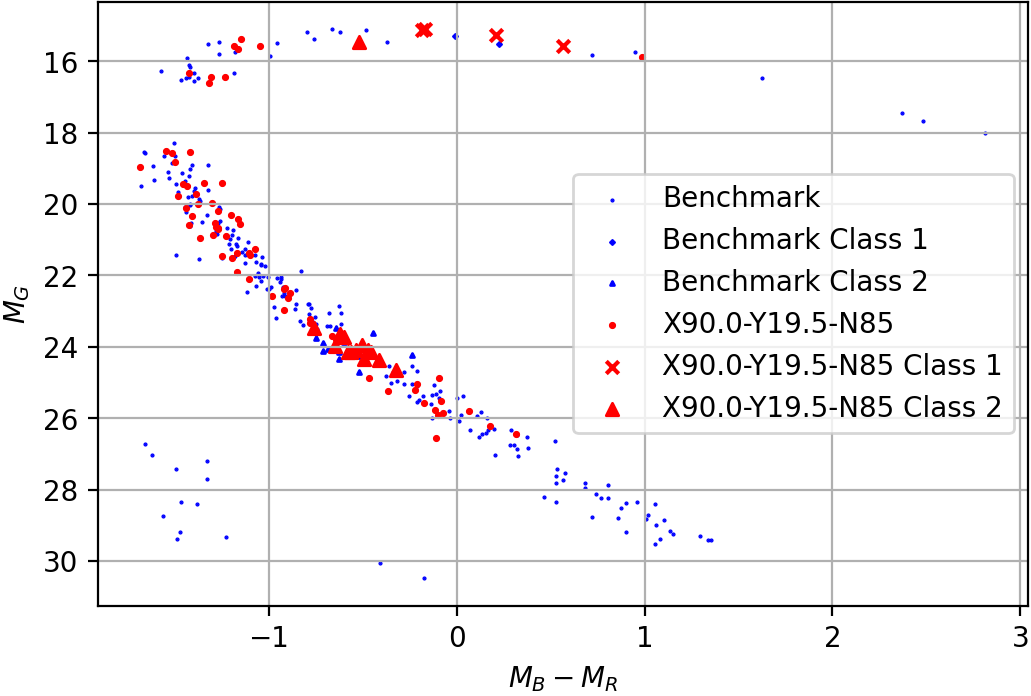 16
18
20
22
24
26
28
30
M_G
−1
0
1
2
3
M_B − M_R
Benchmark
Benchmark Class 1
Benchmark Class 2
X90.0-Y19.5-N85
X90.0-Y19.5-N85 Class 1
X90.0-Y19.5-N85 Class 2